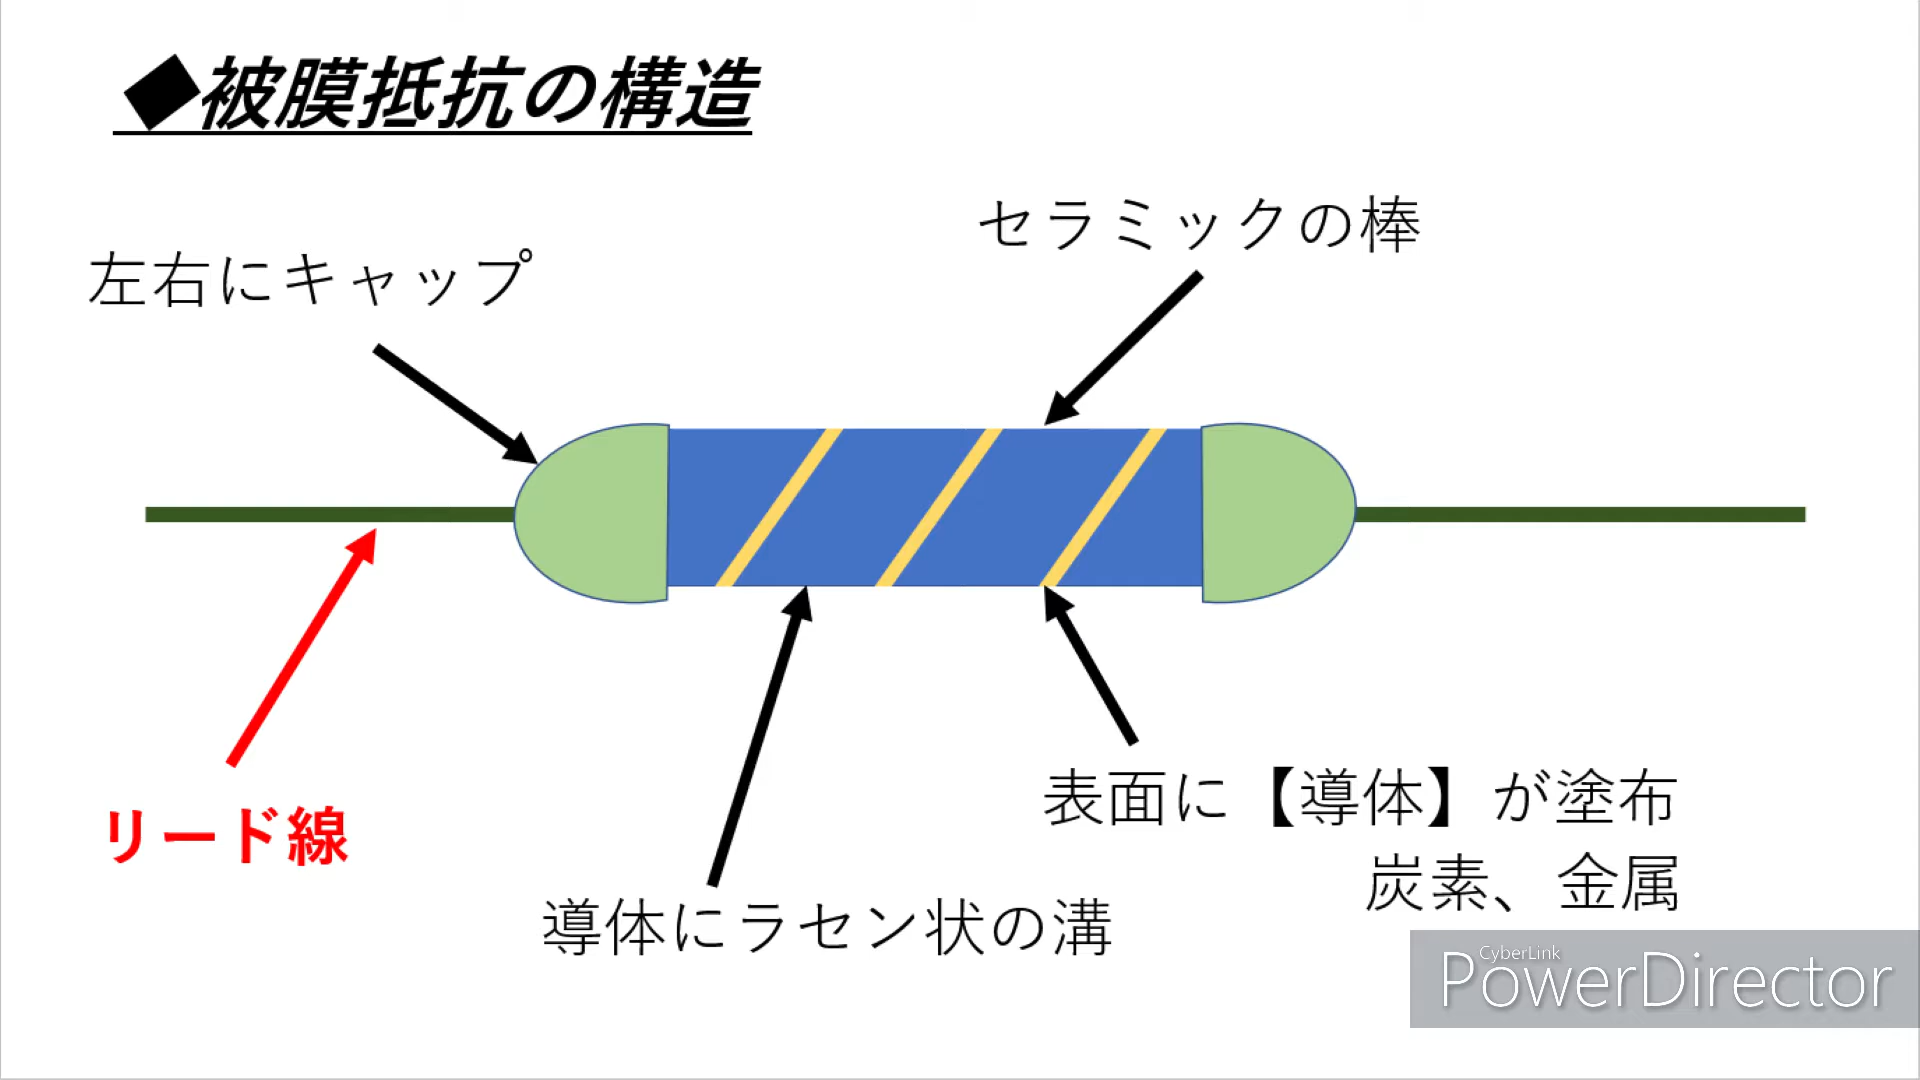 ◆被膜抵抗の構造
セラミックの棒
左右にキャップ
リード線
表面に【導体】が塗布
炭素、金属
導体にラセン状の溝
CyberLink
PowerDirector